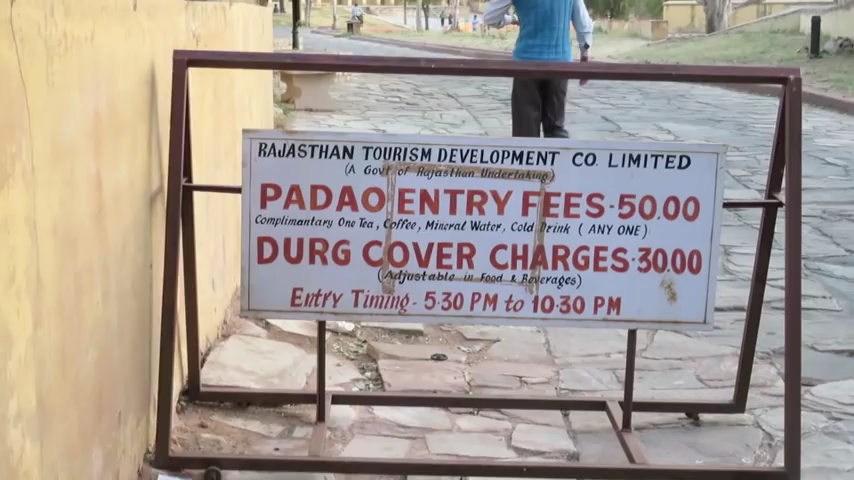 RAJASTHAN TOURISM DEVELOPMENT CO. LIMITED
(A Govt of Rajasthan Undertaking)
PADAO ENTRY FEES - 50.00
Complimantary One Tea, Coffee, Mineral Water, Cold Drink ( ANY ONE )
DURG COVER CHARGES - 30.00
(Adjustable in Food & Beverages)
Entry Timing - 5.30 PM to 10.30 PM